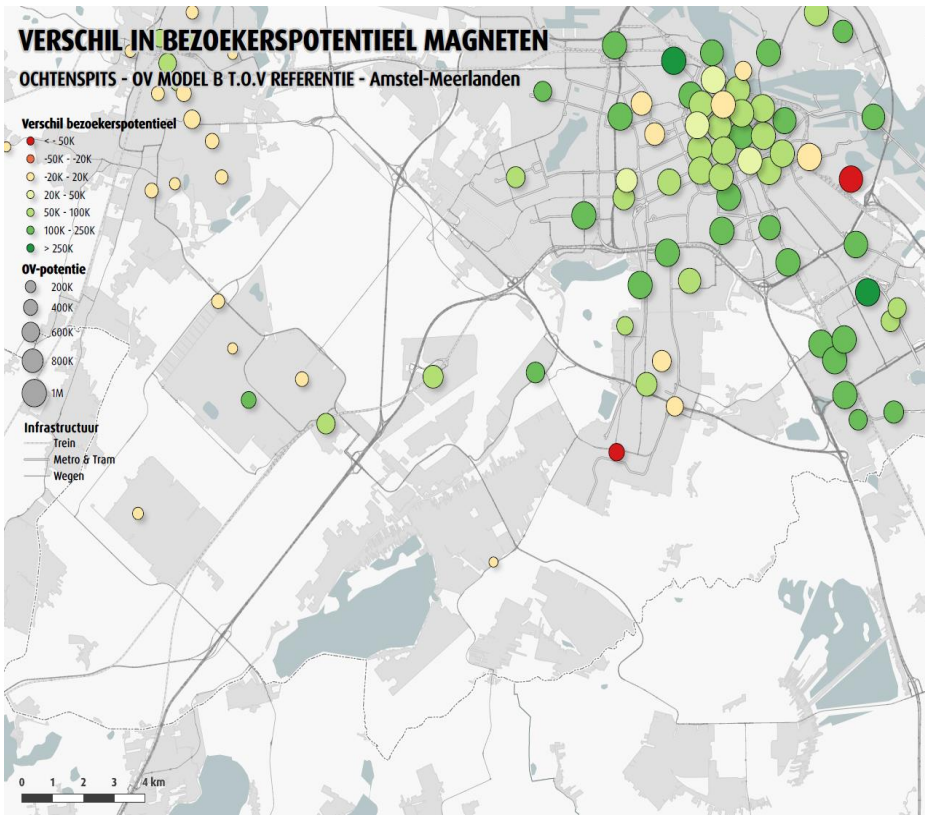 VERSCHIL IN BEZOEKERSPOTENTIEEL MAGNETEN
OCHTENSPITS - OV MODEL B T.O.V REFERENTIE - Amstel-Meerlanden
Verschil bezoekerspotentieel
< - 50K
-50K - -20K
-20K - 20K
20K - 50K
50K - 100K
100K - 250K
> 250K
OV-potentie
200K
400K
600K
800K
1M
Infrastructuur
Trein
Metro & Tram
Wegen
0 1 2 3 4 km